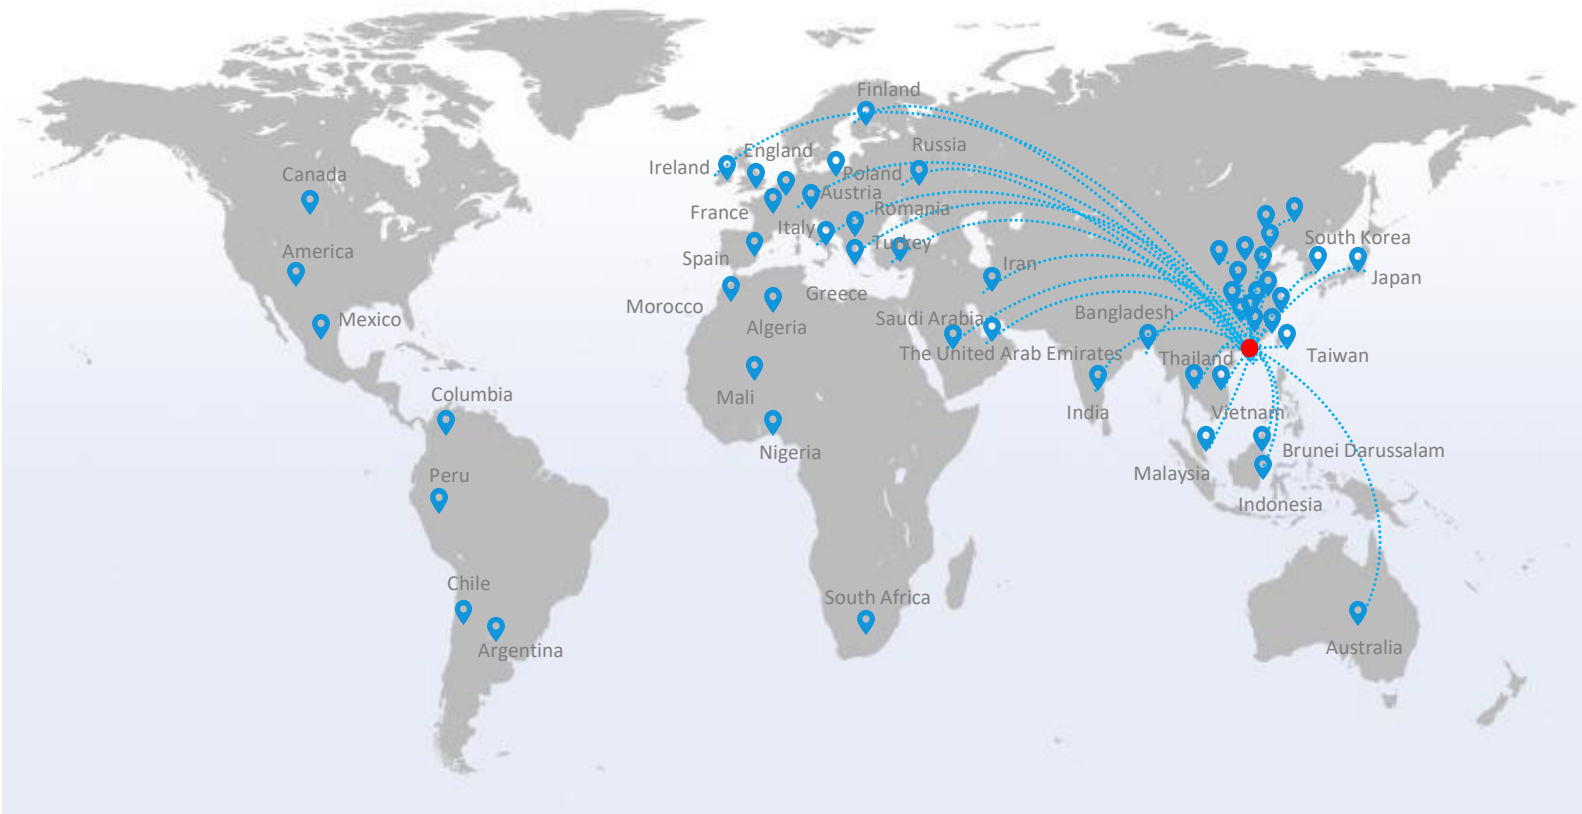 Finland
England
Russia
Ireland
Poland
Canada
Austria
France
Romania
Italy
South Korea
America
Turkey
Spain
Iran
Japan
Greece
Morocco
Bangladesh
Saudi Arabia
Mexico
Algeria
The United Arab Emirates
Thailand
Taiwan
Columbia
Mali
India
Vietnam
Nigeria
Brunei Darussalam
Peru
Malaysia
Indonesia
Chile
South Africa
Argentina
Australia